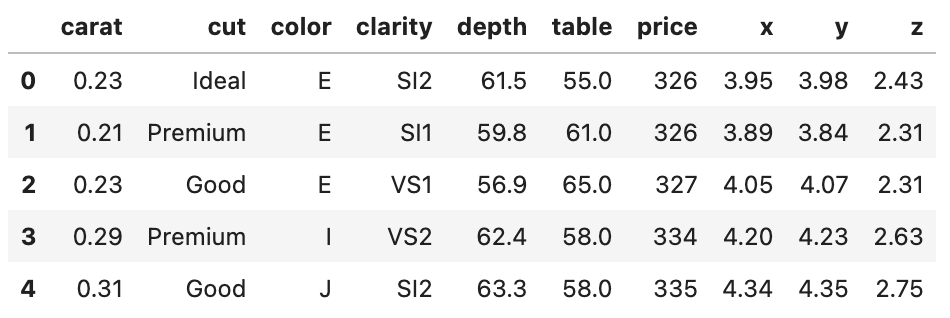 carat cut color clarity depth table price x y z
0 0.23 Ideal E SI2 61.5 55.0 326 3.95 3.98 2.43
1 0.21 Premium E SI1 59.8 61.0 326 3.89 3.84 2.31
2 0.23 Good E VS1 56.9 65.0 327 4.05 4.07 2.31
3 0.29 Premium I VS2 62.4 58.0 334 4.20 4.23 2.63
4 0.31 Good J SI2 63.3 58.0 335 4.34 4.35 2.75